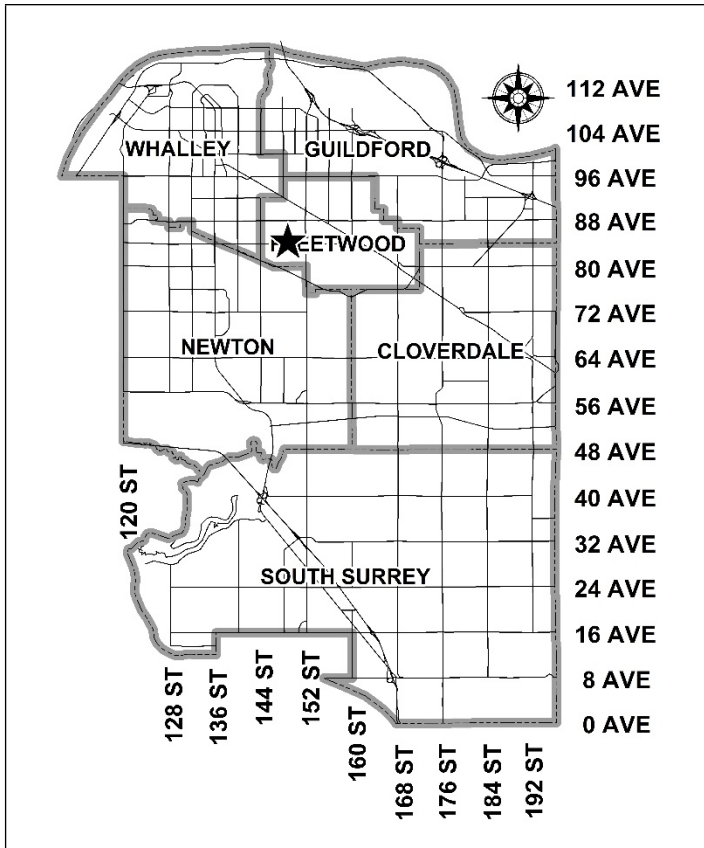 112 AVE
104 AVE
WHALLEY
GUILDFORD
96 AVE
88 AVE
FLEETWOOD
80 AVE
72 AVE
NEWTON
CLOVERDALE
64 AVE
56 AVE
48 AVE
120 ST
40 AVE
32 AVE
SOUTH SURREY
24 AVE
16 AVE
8 AVE
0 AVE
128 ST
136 ST
144 ST
152 ST
160 ST
168 ST
176 ST
184 ST
192 ST